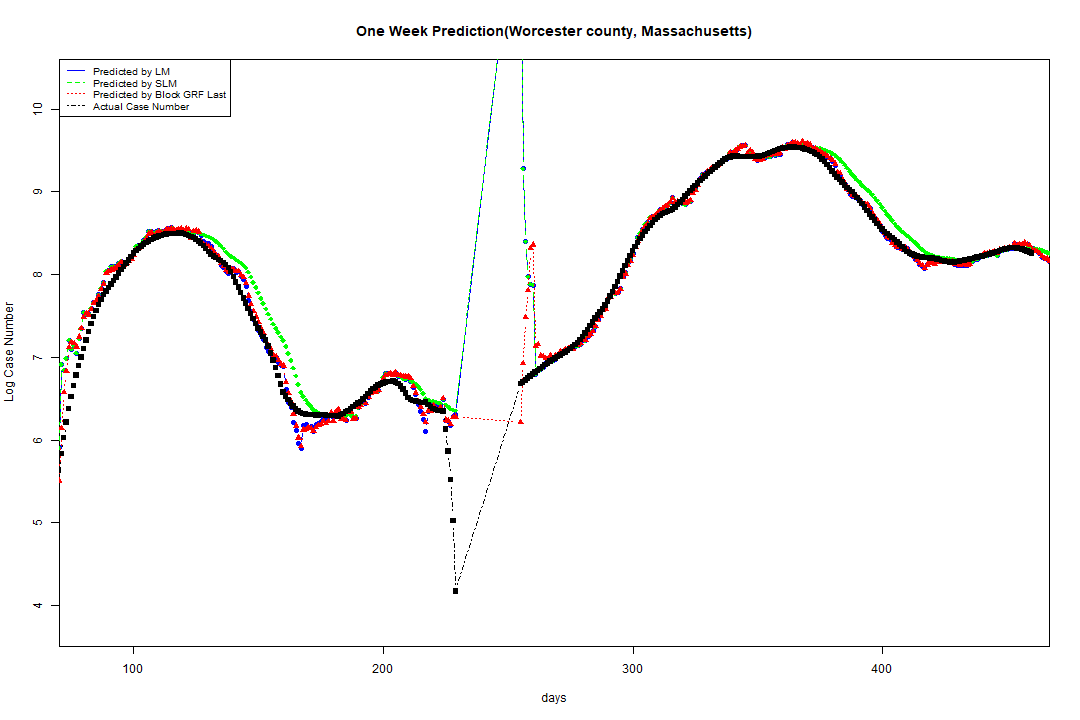 One Week Prediction(Worcester county, Massachusetts)
Predicted by LM
Predicted by SLM
Predicted by Block GRF Last
Actual Case Number
10
9
8
7
6
5
4
Log Case Number
100 200 300 400
days